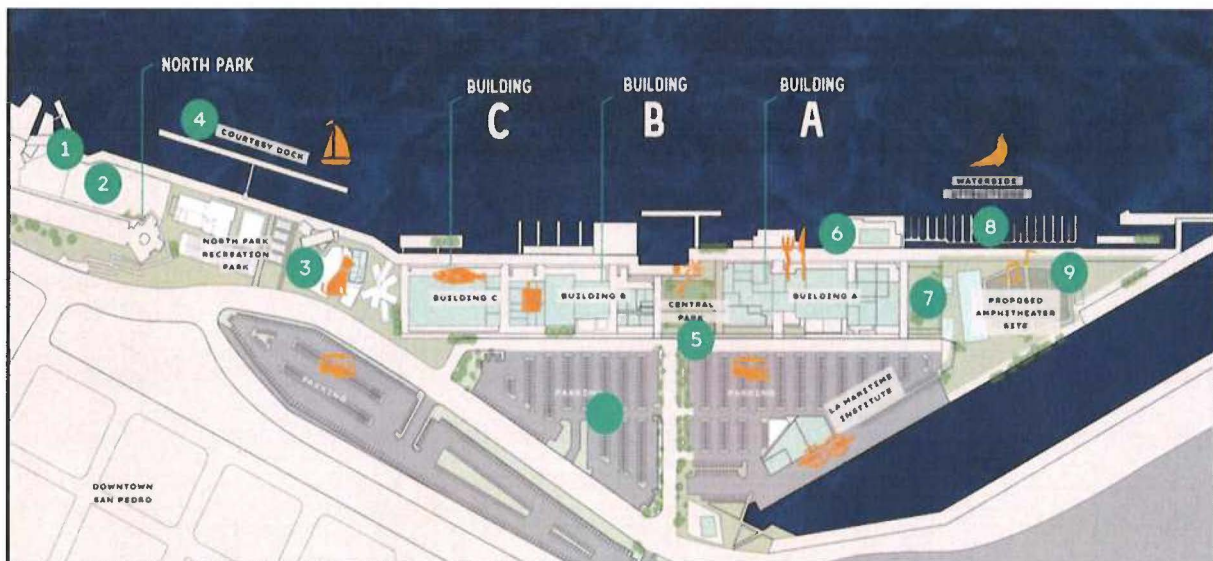 NORTH PARK
BUILDING
C
BUILDING
B
BUILDING
A
4
COURTESY DOCK
1
2
WATERSIDE
8
6
NORTH PARK
RECREATION
PARK
3
BUILDING C
BUILDING B
CENTRAL
PARK
5
BUILDING A
7
PROPOSED
AMPHITHEATER
SITE
9
PARKING
PARKING
PARKING
LA MARITIME
INSTITUTE
DOWNTOWN
SAN PEDRO